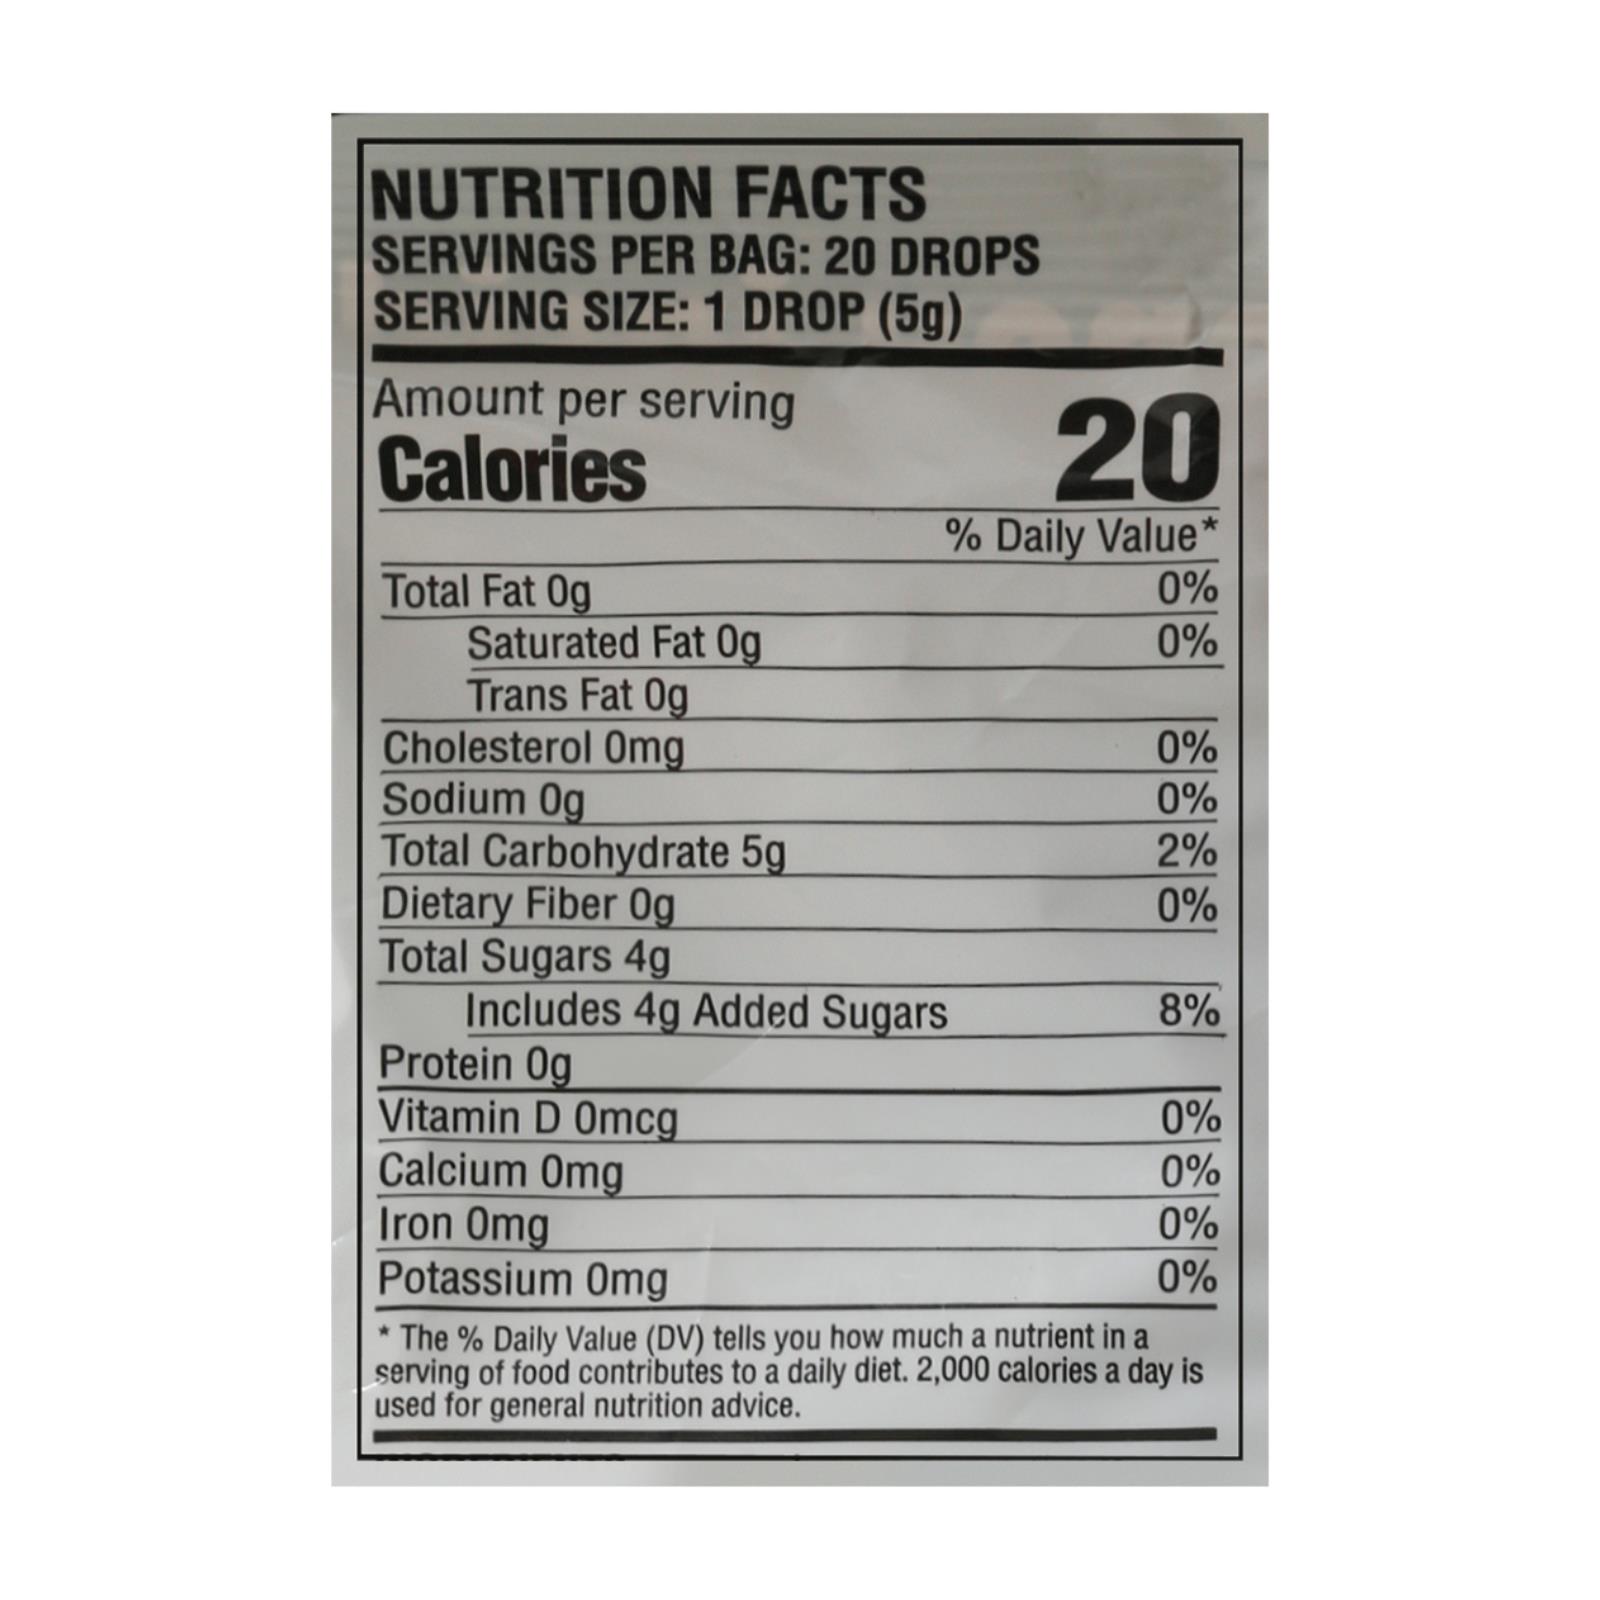 NUTRITION FACTS
SERVINGS PER BAG: 20 DROPS
SERVING SIZE: 1 DROP (5g)
Amount per serving
Calories 20
% Daily Value*
Total Fat 0g 0%
Saturated Fat 0g 0%
Trans Fat 0g
Cholesterol 0mg 0%
Sodium 0g 0%
Total Carbohydrate 5g 2%
Dietary Fiber 0g 0%
Total Sugars 4g
Includes 4g Added Sugars 8%
Protein 0g
Vitamin D 0mcg 0%
Calcium 0mg 0%
Iron 0mg 0%
Potassium 0mg 0%
* The % Daily Value (DV) tells you how much a nutrient in a
serving of food contributes to a daily diet. 2,000 calories a day is
used for general nutrition advice.